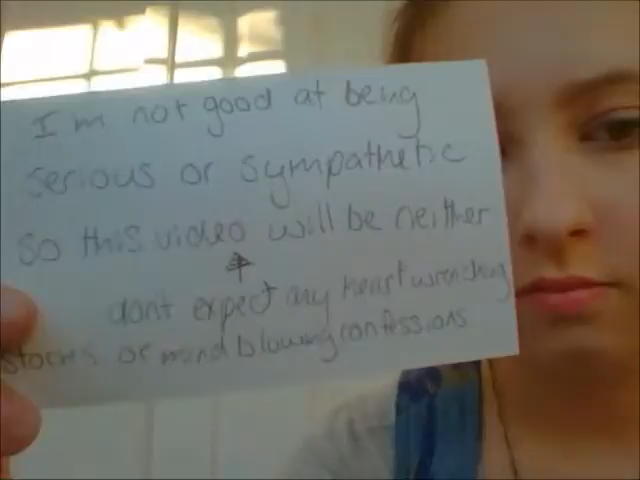 I'm not good at being
serious or sympathetic
so this video will be neither
dont expect any heart wrenching
stories or mind blowing confessions